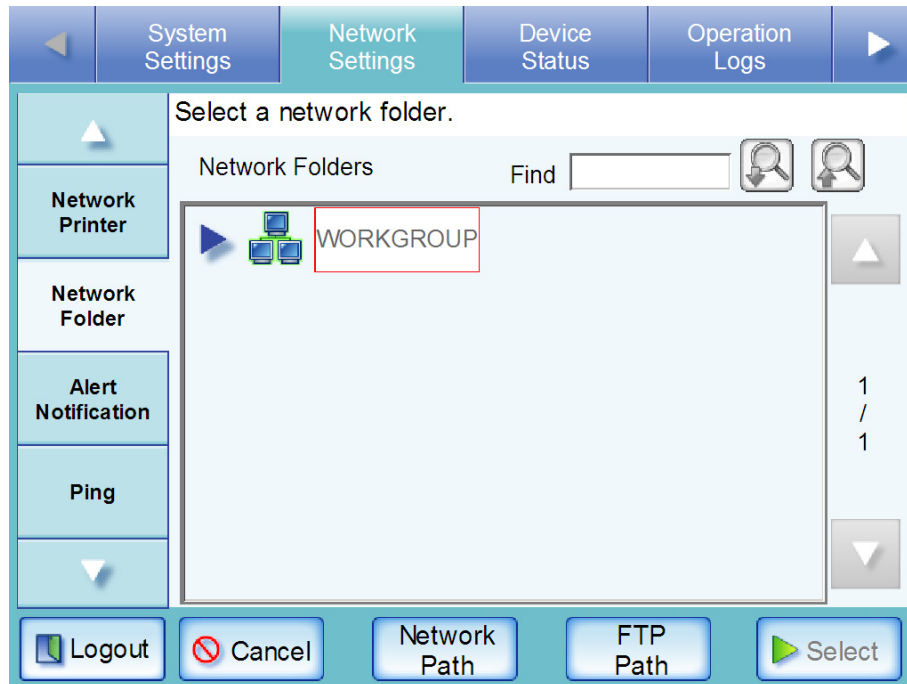 System
Settings
Network
Settings
Device
Status
Operation
Logs
Select a network folder.
Network Folders
Find
Network
Printer
WORKGROUP
Network
Folder
Alert
Notification
1
/
1
Ping
Logout
Cancel
Network
Path
FTP
Path
Select